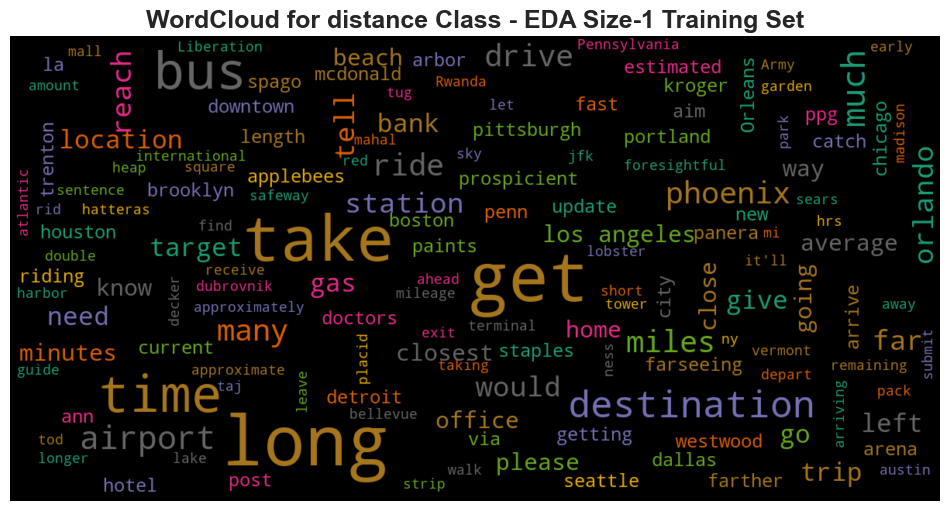 WordCloud for distance Class - EDA Size-1 Training Set
mall
Liberation
Pennsylvania
early
la
reach
bus
beach
arbor
drive
estimated
Army
amount
spago
mcdonald
Rwanda
kroger
garden
Orleans
much
downtown
tug
let
fast
aim
ppg
chicago
madison
location
length
tell
bank
pittsburgh
portland
park
catch
trenton
mahal
international
square
red
ride
sky
jfk
foresightful
way
heap
applebees
prospicient
phoenix
orlando
atlantic
sentence
brooklyn
safeway
station
penn
update
new
sears
rid
hatteras
find
take
boston
los angeles
panera
mi
hrs
houston
target
paints
get
lobster
average
riding
double
receive
dubrovnik
gas
ahead
mileage
short
city
close
give
it'll
going
away
harbor
know
decker
approximately
tower
arrive
need
many
doctors
exit
terminal
home
miles
ny
far
submit
minutes
current
placid
closest
staples
ness
farseeing
vermont
guide
approximate
taj
taking
would
depart
remaining
time
leave
detroit
destination
pack
ann
long
bellevue
office
left
airport
via
getting
westwood
go
arriving
tod
longer
lake
walk
please
dallas
arena
hotel
post
strip
seattle
farther
trip
austin